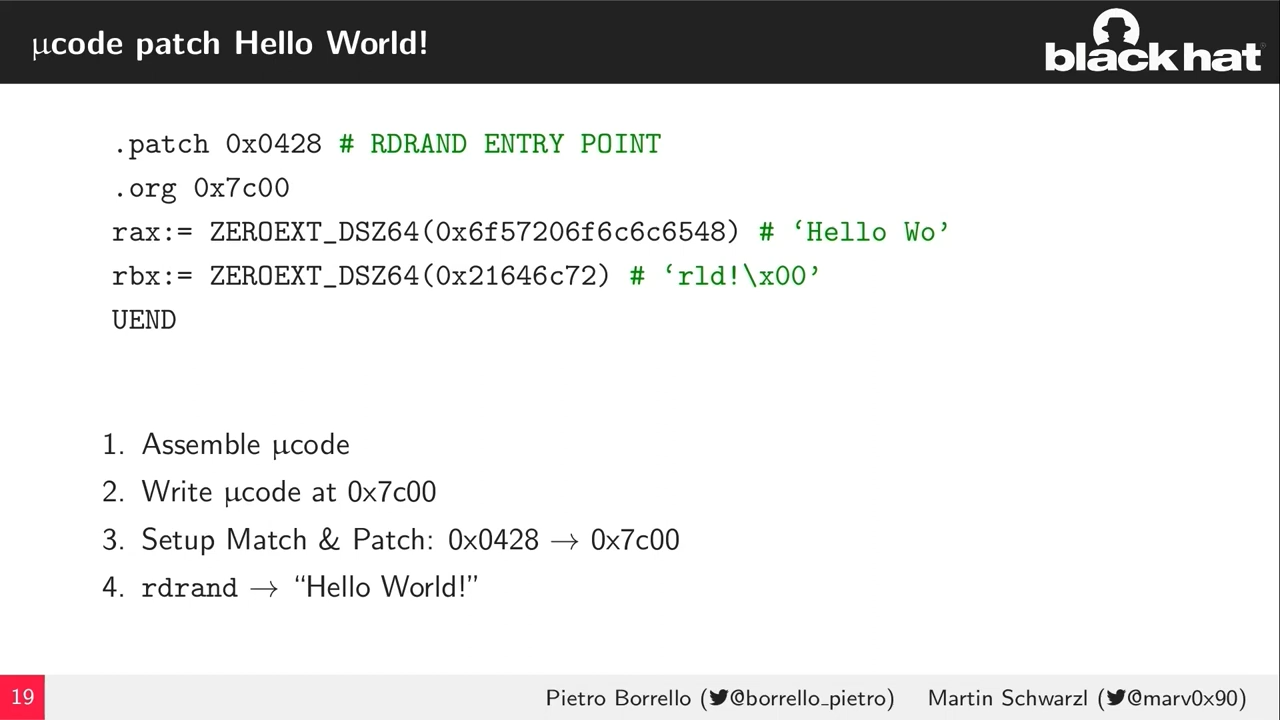 µcode patch Hello World!
black hat
.patch 0x0428 # RDRAND ENTRY POINT
.org 0x7c00
rax:= ZEROEXT_DSZ64(0x6f57206f6c6c6548) # ‘Hello Wo’
rbx:= ZEROEXT_DSZ64(0x21646c72) # ‘rld!\x00’
UEND
1. Assemble µcode
2. Write µcode at 0x7c00
3. Setup Match & Patch: 0x0428 → 0x7c00
4. rdrand → “Hello World!”
19 Pietro Borrello (@borrello_pietro) Martin Schwarzl (@marv0x90)